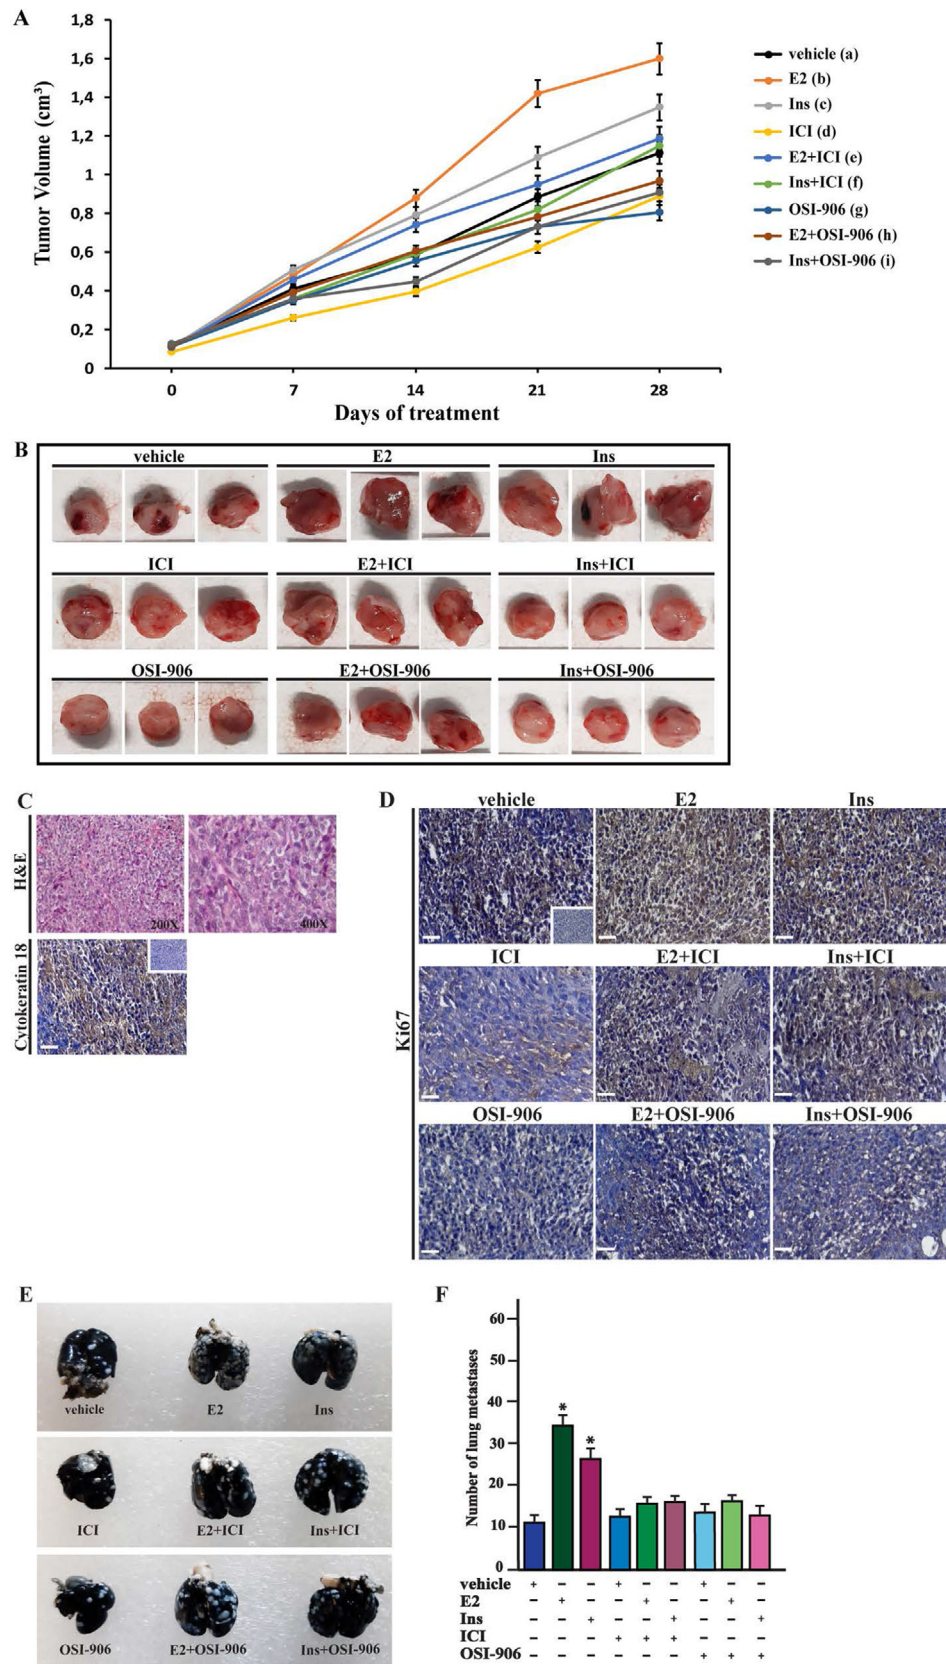 A
Tumor Volume (cm³)
1,8
1,6
1,4
1,2
1
0,8
0,6
0,4
0,2
0
0 7 14 21 28
Days of treatment
vehicle (a)
E2 (b)
Ins (c)
ICI (d)
E2+ICI (e)
Ins+ICI (f)
OSI-906 (g)
E2+OSI-906 (h)
Ins+OSI-906 (i)
B
vehicle E2 Ins
ICI E2+ICI Ins+ICI
OSI-906 E2+OSI-906 Ins+OSI-906
C
H&E
200X 400X
Cytokeratin 18
D
vehicle E2 Ins
Ki67
ICI E2+ICI Ins+ICI
OSI-906 E2+OSI-906 Ins+OSI-906
E
vehicle E2 Ins
ICI E2+ICI Ins+ICI
OSI-906 E2+OSI-906 Ins+OSI-906
F
Number of lung metastases
60
40
30
20
10
0
* *
vehicle + – – + – – + – –
E2 – + – – + – – + –
Ins – – + – – + – – +
ICI – – – + + + – – –
OSI-906 – – – – – – + + +